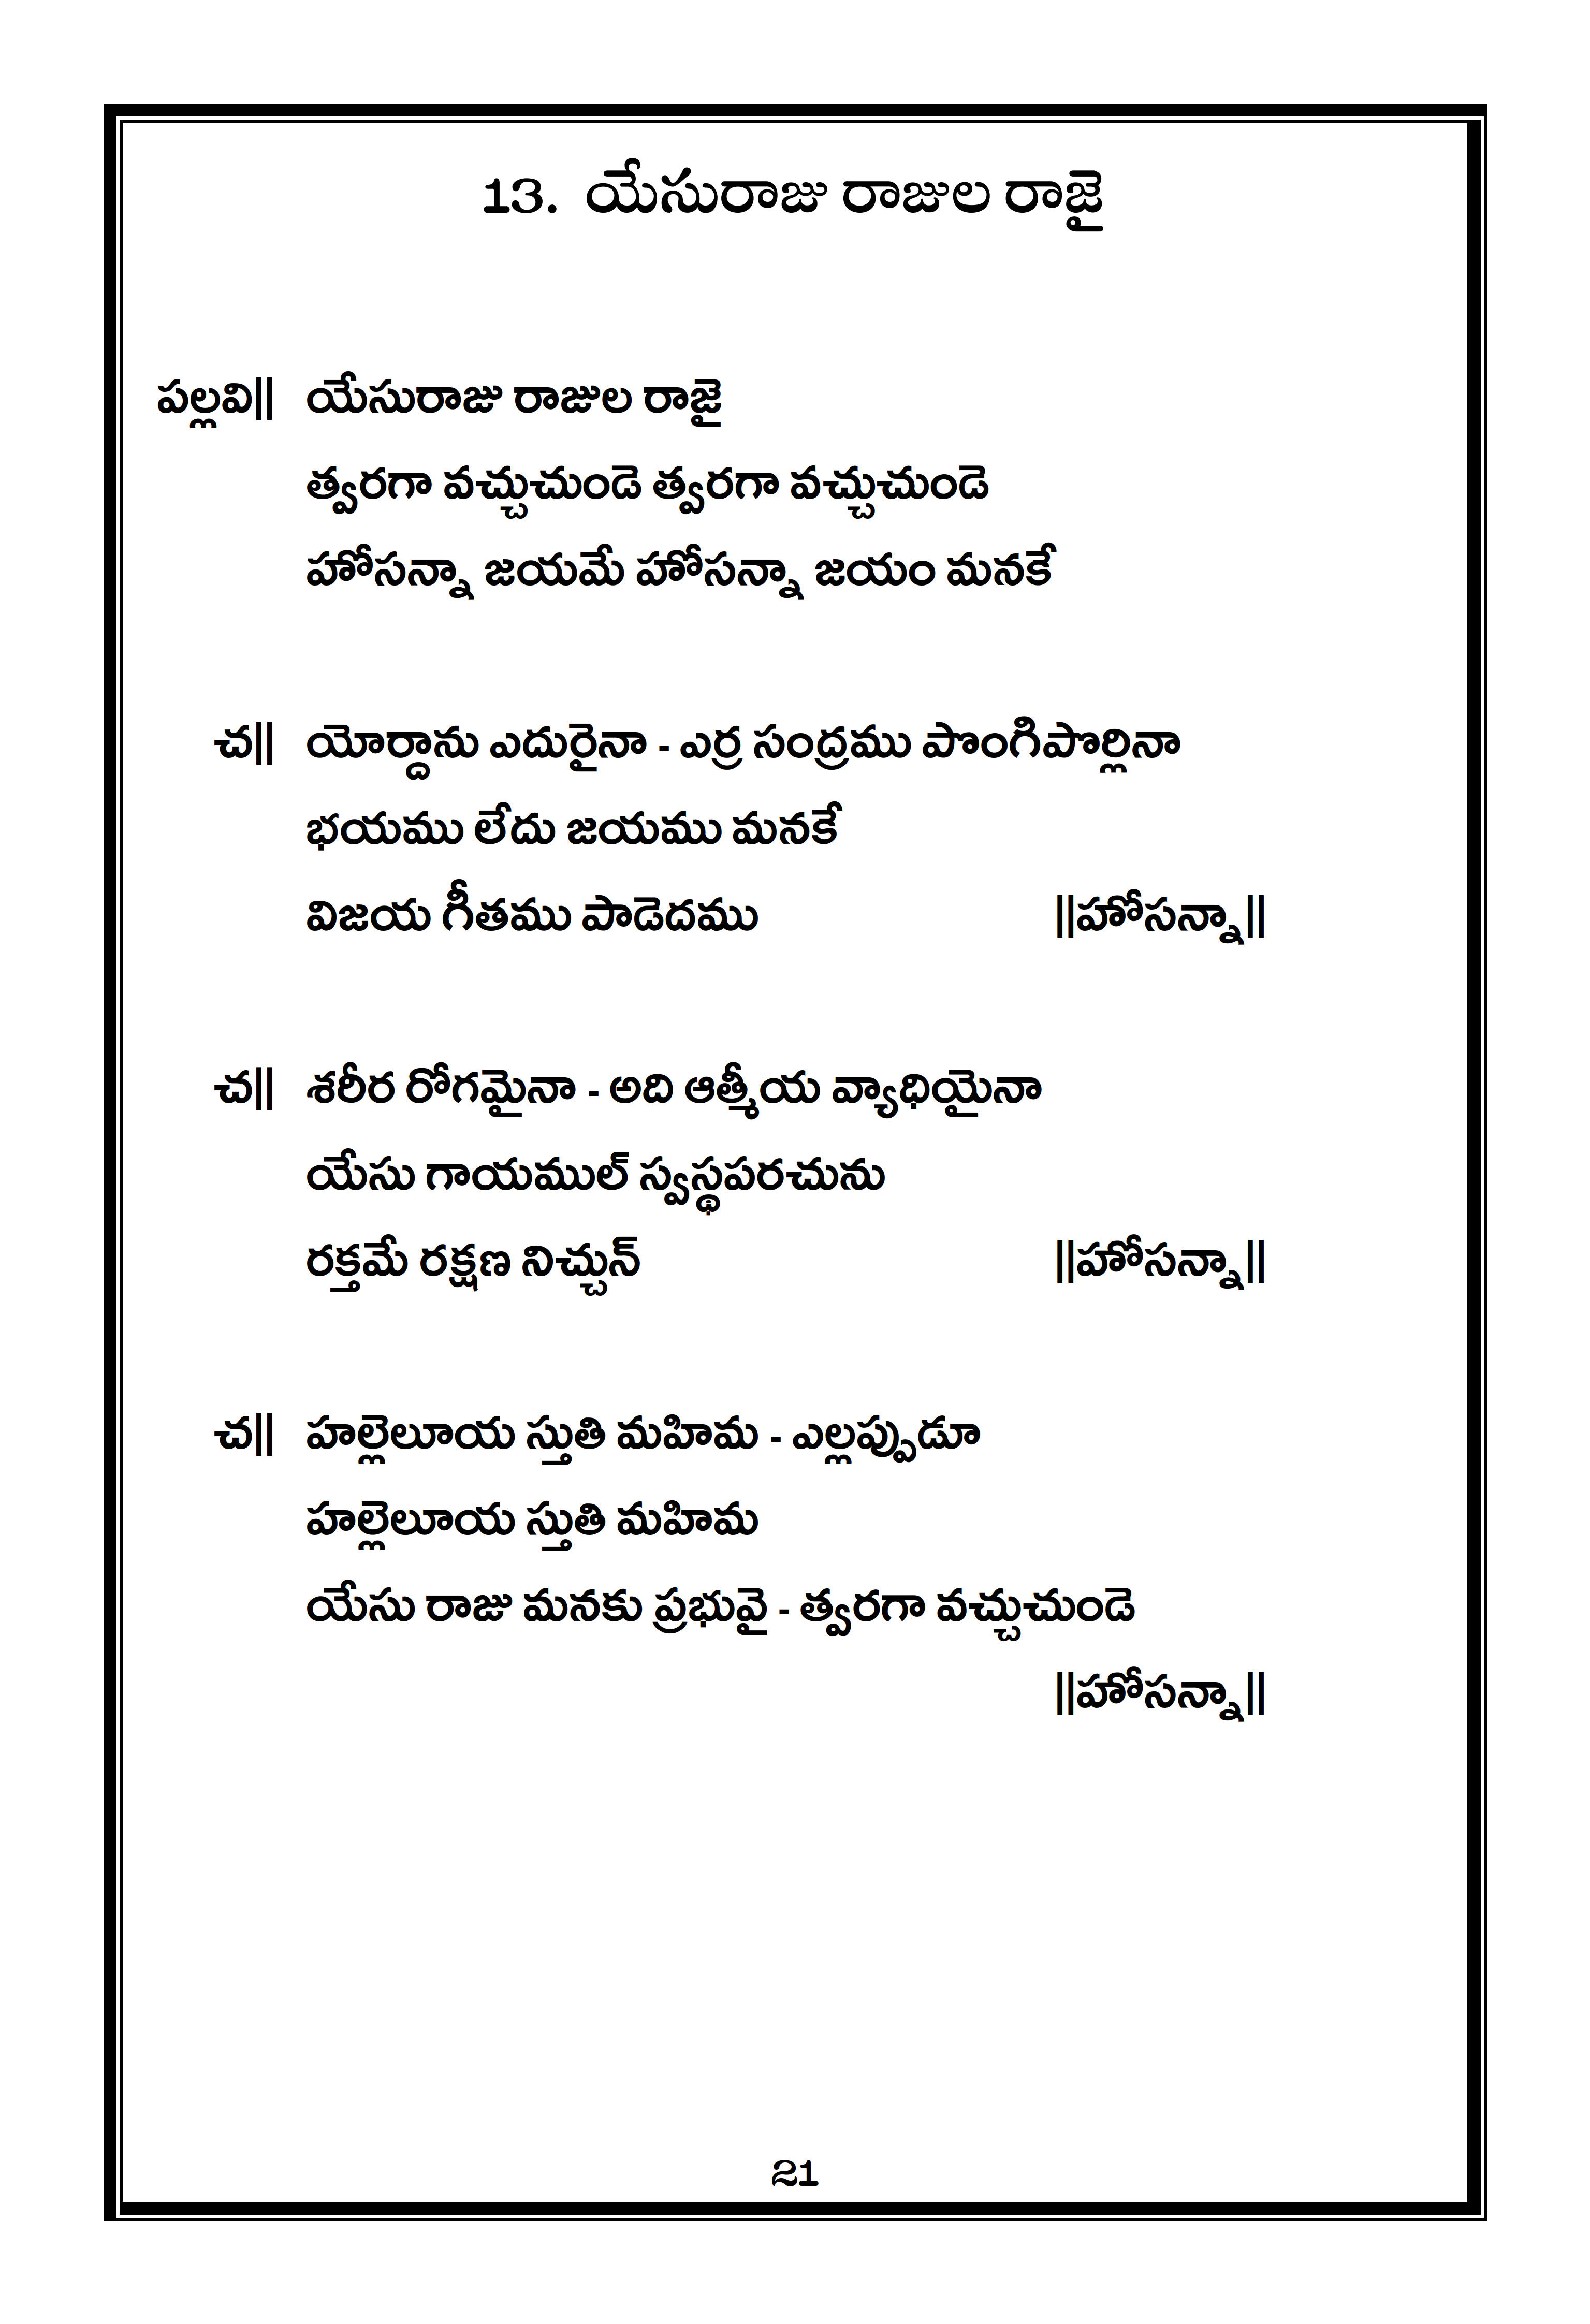 13. యేసురాజు రాజుల రాజై
పల్లవి|| యేసురాజు రాజుల రాజై
త్వరగా వచ్చుచుండె త్వరగా వచ్చుచుండె
హోసన్నా జయమే హోసన్నా జయం మనకే
చ|| యోర్దాను ఎదురైనా - ఎర్ర సంద్రము పొంగిపొర్లినా
భయము లేదు జయము మనకే
విజయ గీతము పాడెదము ||హోసన్నా||
చ|| శరీర రోగమైనా - అది ఆత్మీయ వ్యాధియైనా
యేసు గాయముల్ స్వస్థపరచును
రక్తమే రక్షణ నిచ్చున్ ||హోసన్నా||
చ|| హల్లెలూయ స్తుతి మహిమ - ఎల్లప్పుడూ
హల్లెలూయ స్తుతి మహిమ
యేసు రాజు మనకు ప్రభువై - త్వరగా వచ్చుచుండె
||హోసన్నా||
21